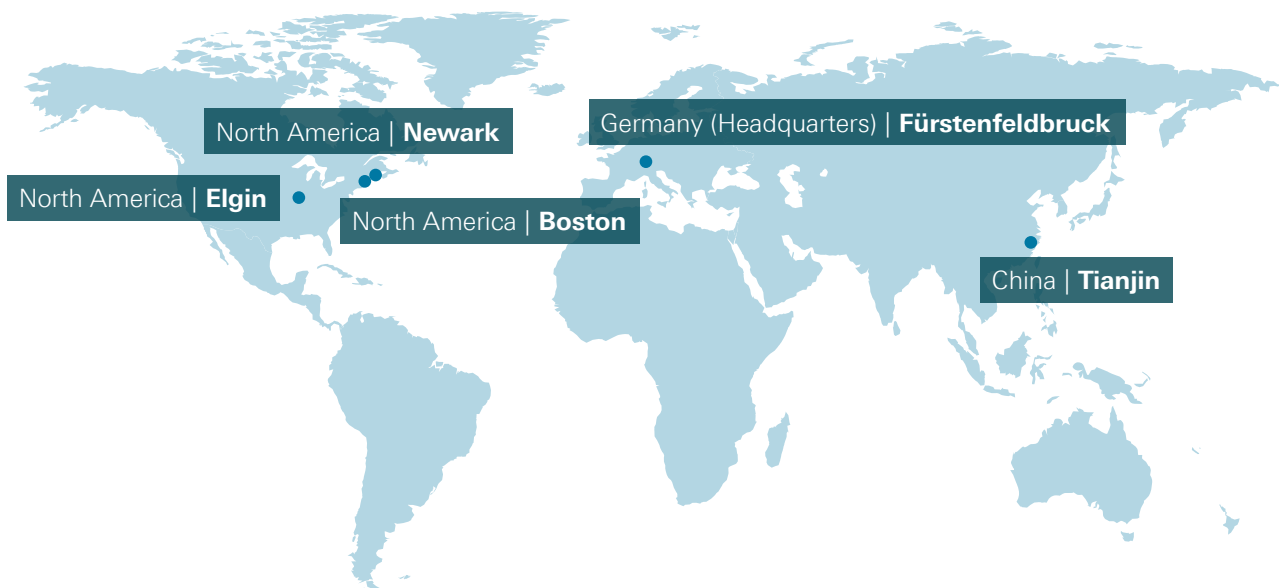 North America | Newark
Germany (Headquarters) | Fürstenfeldbruck
North America | Elgin
North America | Boston
China | Tianjin